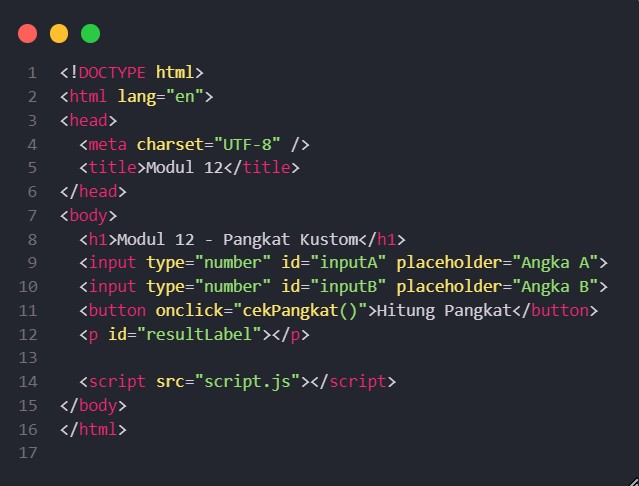 1 <!DOCTYPE html>
2 <html lang="en">
3 <head>
4   <meta charset="UTF-8" />
5   <title>Modul 12</title>
6 </head>
7 <body>
8   <h1>Modul 12 - Pangkat Kustom</h1>
9   <input type="number" id="inputA" placeholder="Angka A">
10   <input type="number" id="inputB" placeholder="Angka B">
11   <button onclick="cekPangkat()">Hitung Pangkat</button>
12   <p id="resultLabel"></p>
13
14   <script src="script.js"></script>
15 </body>
16 </html>
17